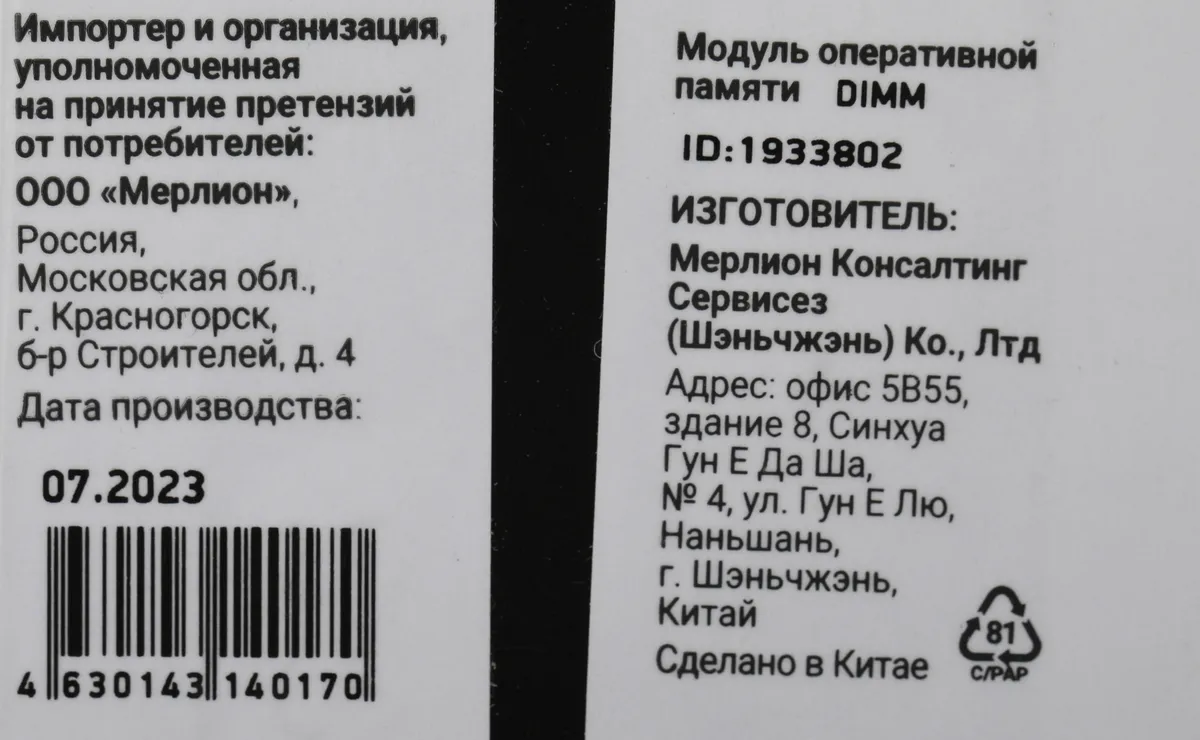 Импортер и организация,
уполномоченная
на принятие претензий
от потребителей:
ООО «Мерлион»,
Россия,
Московская обл.,
г. Красногорск,
б-р Строителей, д. 4
Дата производства:
07.2023
4 630143 140170
Модуль оперативной
памяти DIMM
ID:1933802
ИЗГОТОВИТЕЛЬ:
Мерлион Консалтинг
Сервисез
(Шэньчжэнь) Ко., Лтд
Адрес: офис 5В55,
здание 8, Синхуа
Гун Е Да Ша,
№ 4, ул. Гун Е Лю,
Наньшань,
г. Шэньчжэнь,
Китай
Сделано в Китае
81
C/PAP